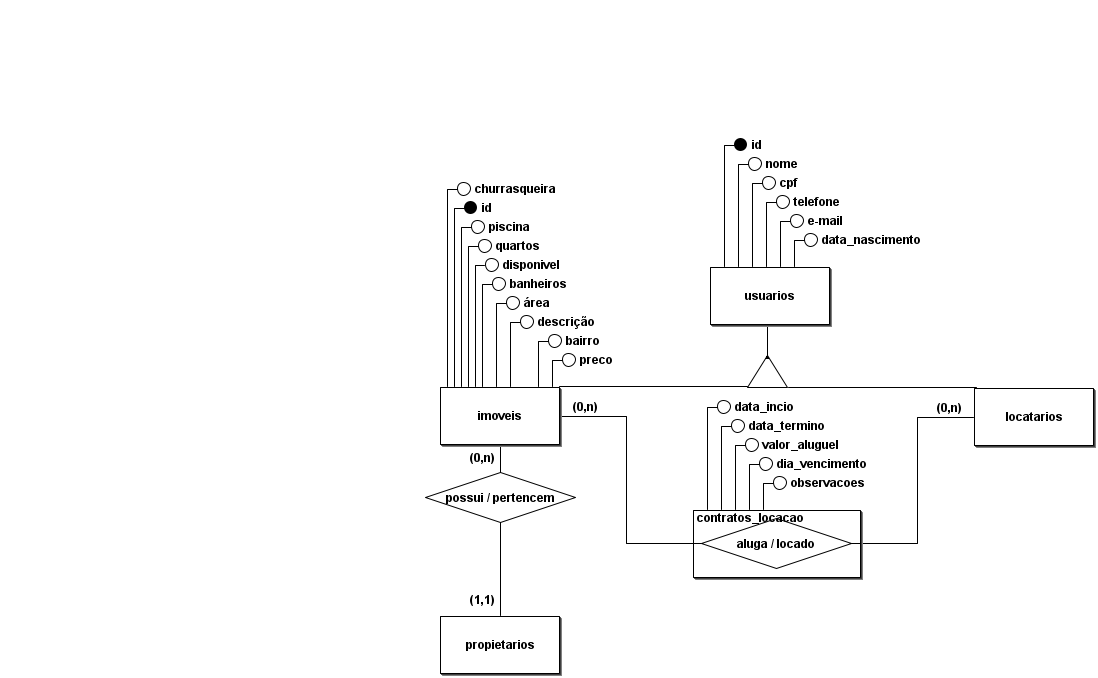 id
nome
cpf
telefone
e-mail
data_nascimento
usuarios
churrasqueira
id
piscina
quartos
disponivel
banheiros
área
descrição
bairro
preco
imoveis
(0,n)
(0,n)
locatarios
data_incio
data_termino
valor_aluguel
dia_vencimento
observacoes
contratos_locacao
aluga / locado
(0,n)
possui / pertencem
(1,1)
propietarios